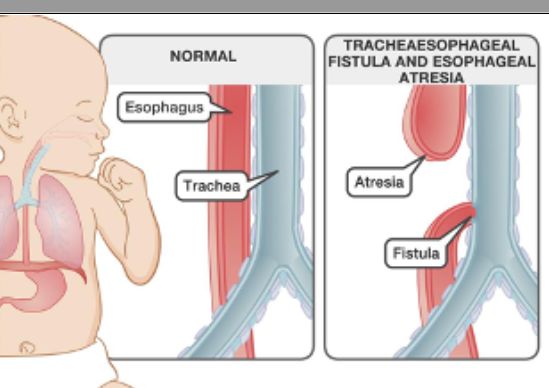 NORMAL
Esophagus
Trachea
TRACHEAESOPHAGEAL
FISTULA AND ESOPHAGEAL
ATRESIA
Atresia
Fistula